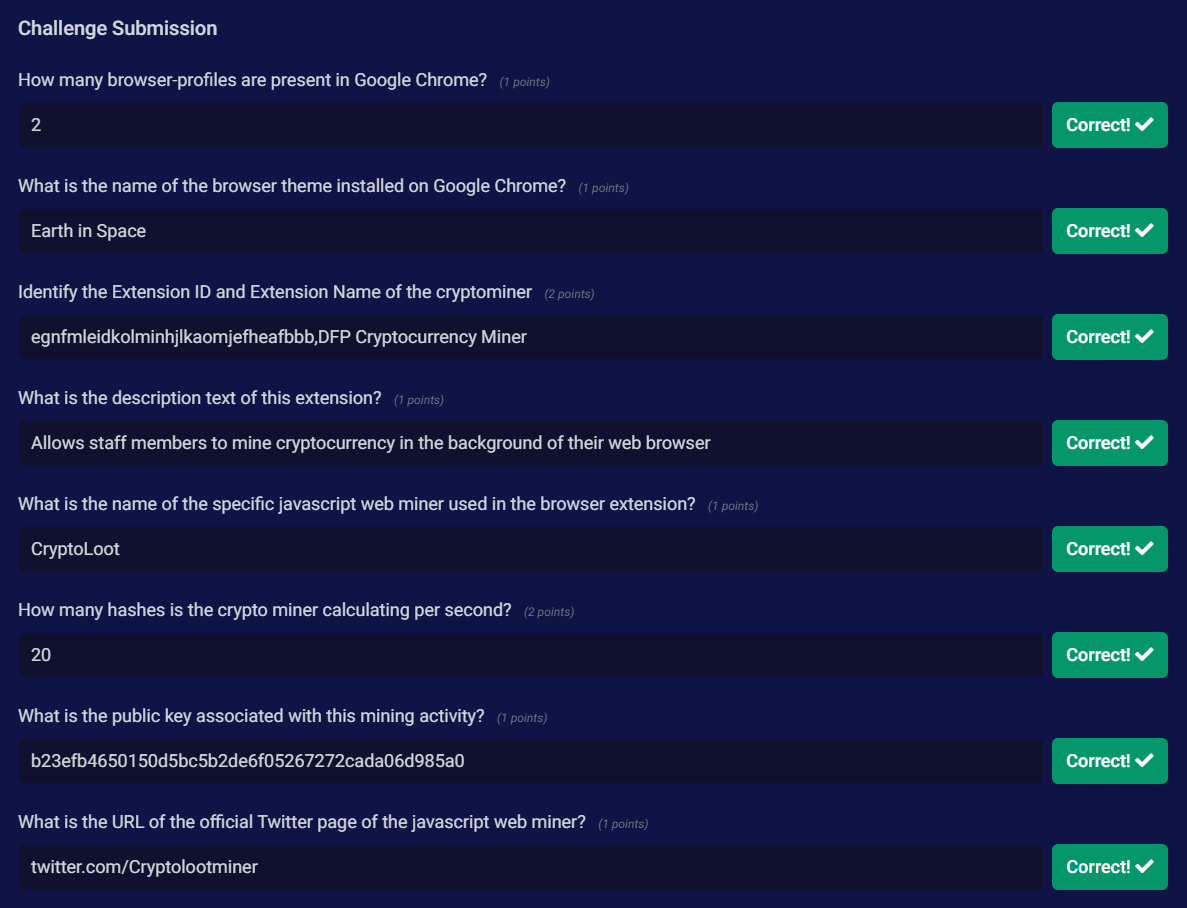 Challenge Submission
How many browser-profiles are present in Google Chrome? (1 points)
2 Correct!
What is the name of the browser theme installed on Google Chrome? (1 points)
Earth in Space Correct!
Identify the Extension ID and Extension Name of the cryptominer (2 points)
egnfmleidkolminhjlkaomjefheafbbb,DFP Cryptocurrency Miner Correct!
What is the description text of this extension? (1 points)
Allows staff members to mine cryptocurrency in the background of their web browser Correct!
What is the name of the specific javascript web miner used in the browser extension? (1 points)
CryptoLoot Correct!
How many hashes is the crypto miner calculating per second? (2 points)
20 Correct!
What is the public key associated with this mining activity? (1 points)
b23efb4650150d5bc5b2de6f05267272cada06d985a0 Correct!
What is the URL of the official Twitter page of the javascript web miner? (1 points)
twitter.com/Cryptolootminer Correct!